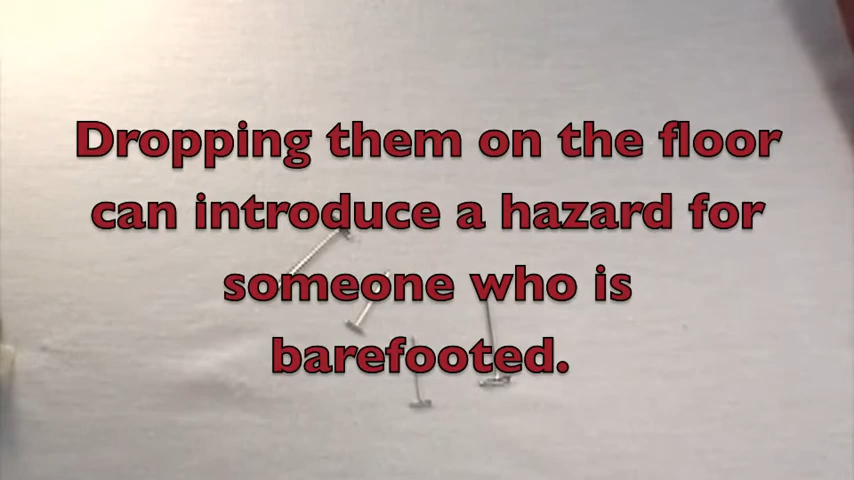 Dropping them on the floor
can introduce a hazard for
someone who is
barefooted.